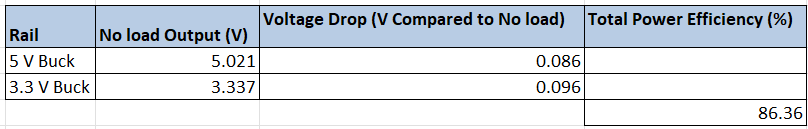 Rail No load Output (V) Voltage Drop (V Compared to No load) Total Power Efficiency (%)
5 V Buck 5.021 0.086
3.3 V Buck 3.337 0.096
86.36